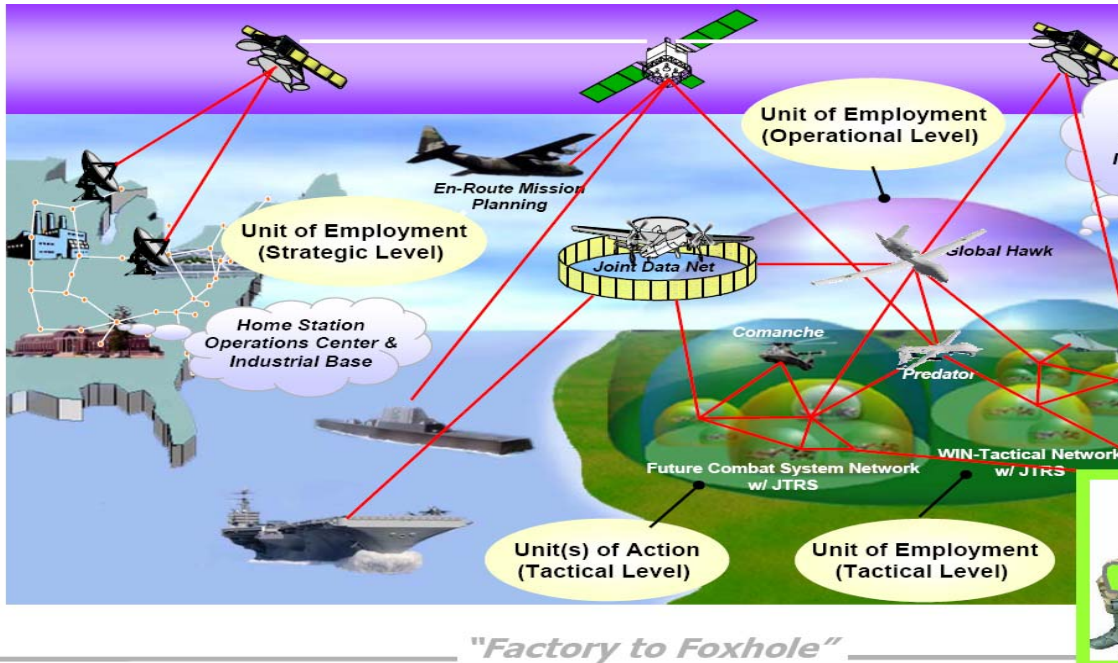 Unit of Employment
(Operational Level)
En-Route Mission
Planning
Unit of Employment
(Strategic Level)
Joint Data Net
Global Hawk
Home Station
Operations Center &
Industrial Base
Comanche
Predator
Future Combat System Network
w/ JTRS
WIN-Tactical Network
w/ JTRS
Unit(s) of Action
(Tactical Level)
Unit of Employment
(Tactical Level)
"Factory to Foxhole"